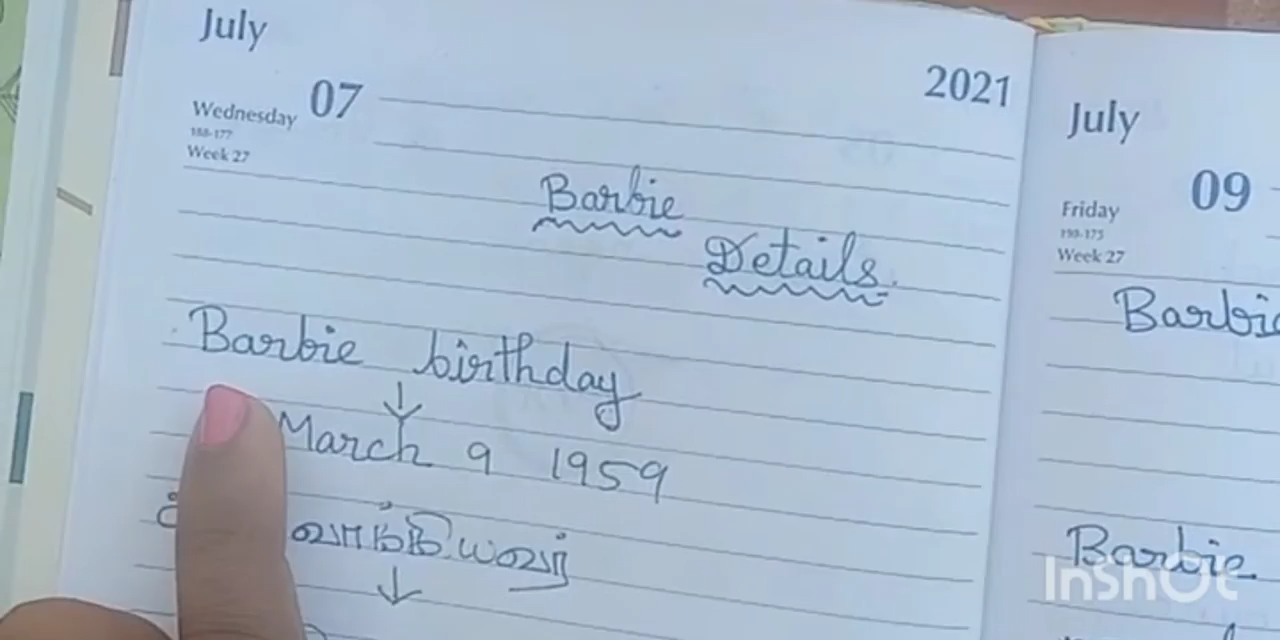 July
2021
Wednesday 07
188-177
Week 27
Barbie
Details.
Barbie birthday
↓
March 9 1959
வாங்கியவர்
↓
July
09
Friday
190-175
Week 27
Barbie
InShOt